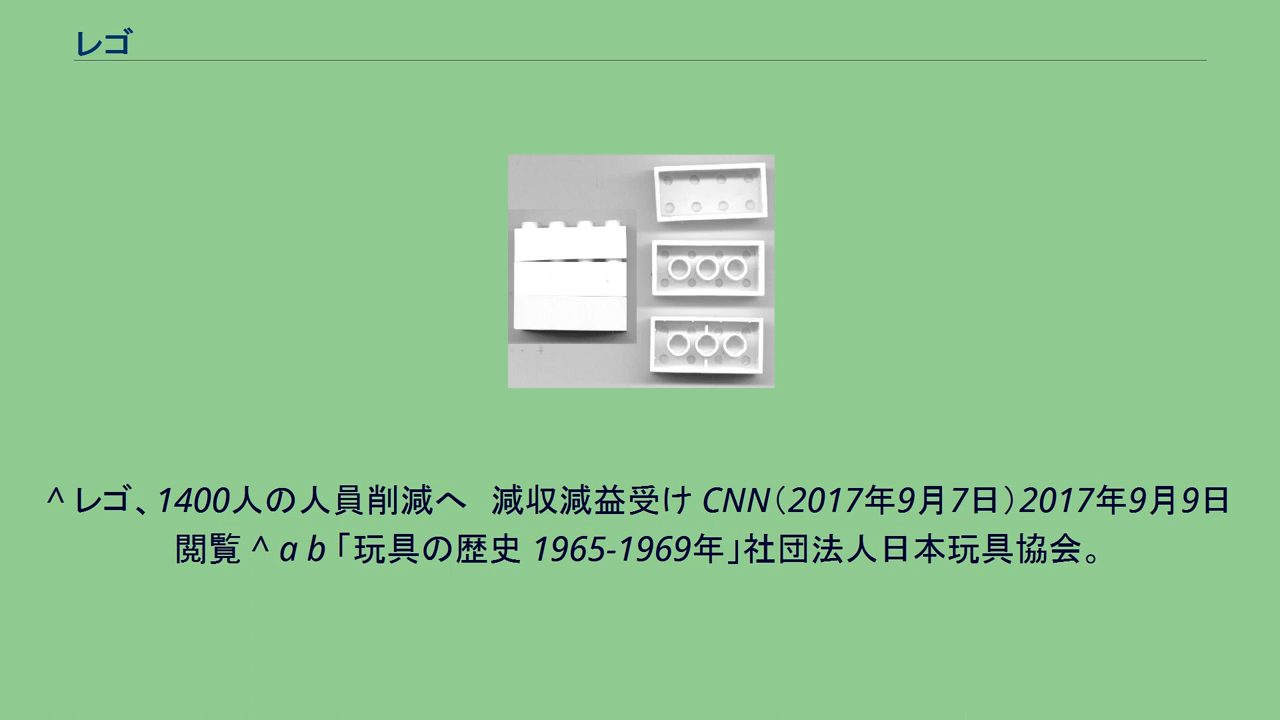 レゴ
^ レゴ、1400人の人員削減へ　減収減益受け CNN（2017年9月7日）2017年9月9日
閲覧 ^ a b 「玩具の歴史 1965-1969年」社団法人日本玩具協会。